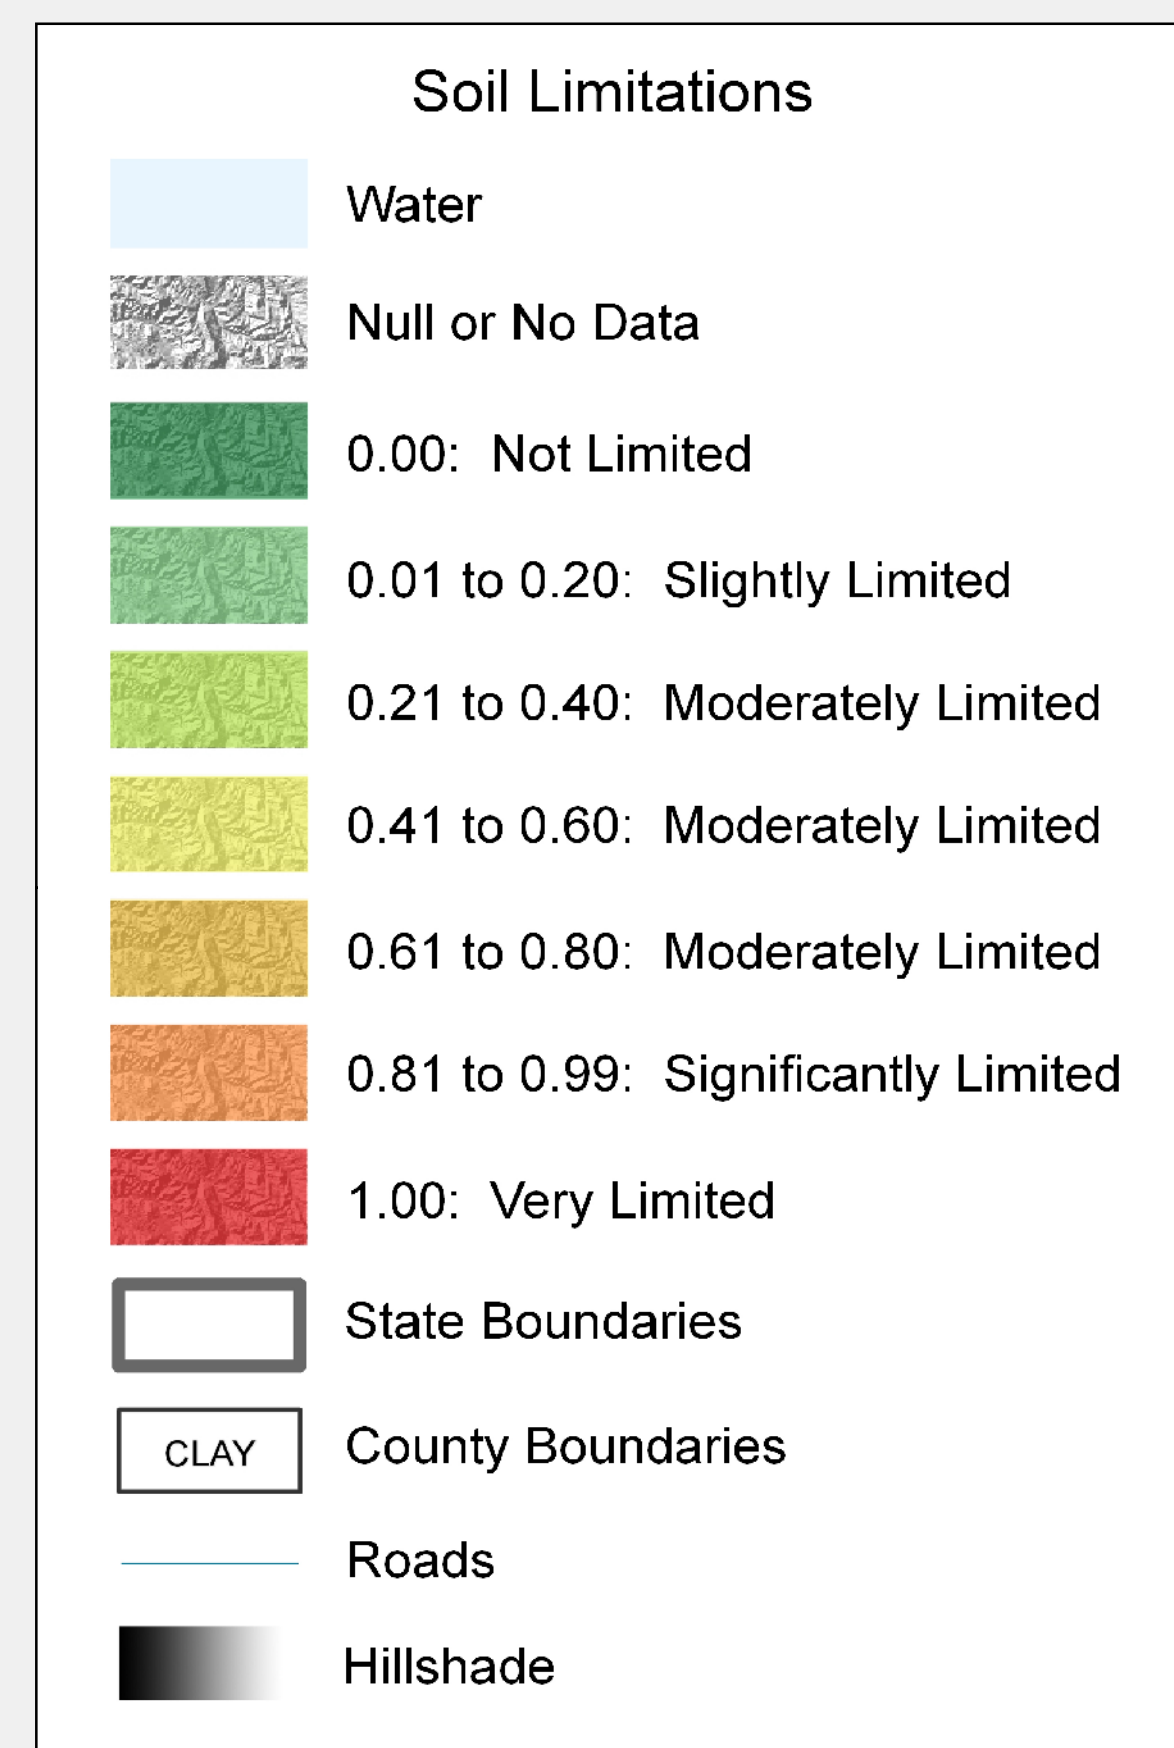 Soil Limitations
Water
Null or No Data
0.00:  Not Limited
0.01 to 0.20:  Slightly Limited
0.21 to 0.40:  Moderately Limited
0.41 to 0.60:  Moderately Limited
0.61 to 0.80:  Moderately Limited
0.81 to 0.99:  Significantly Limited
1.00:  Very Limited
State Boundaries
CLAY County Boundaries
Roads
Hillshade